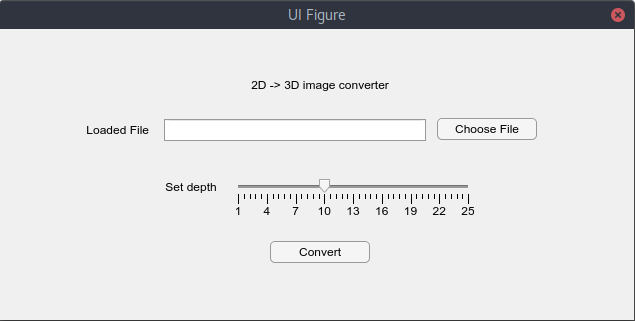 UI Figure
2D -> 3D image converter
Loaded File
Choose File
Set depth
1 4 7 10 13 16 19 22 25
Convert